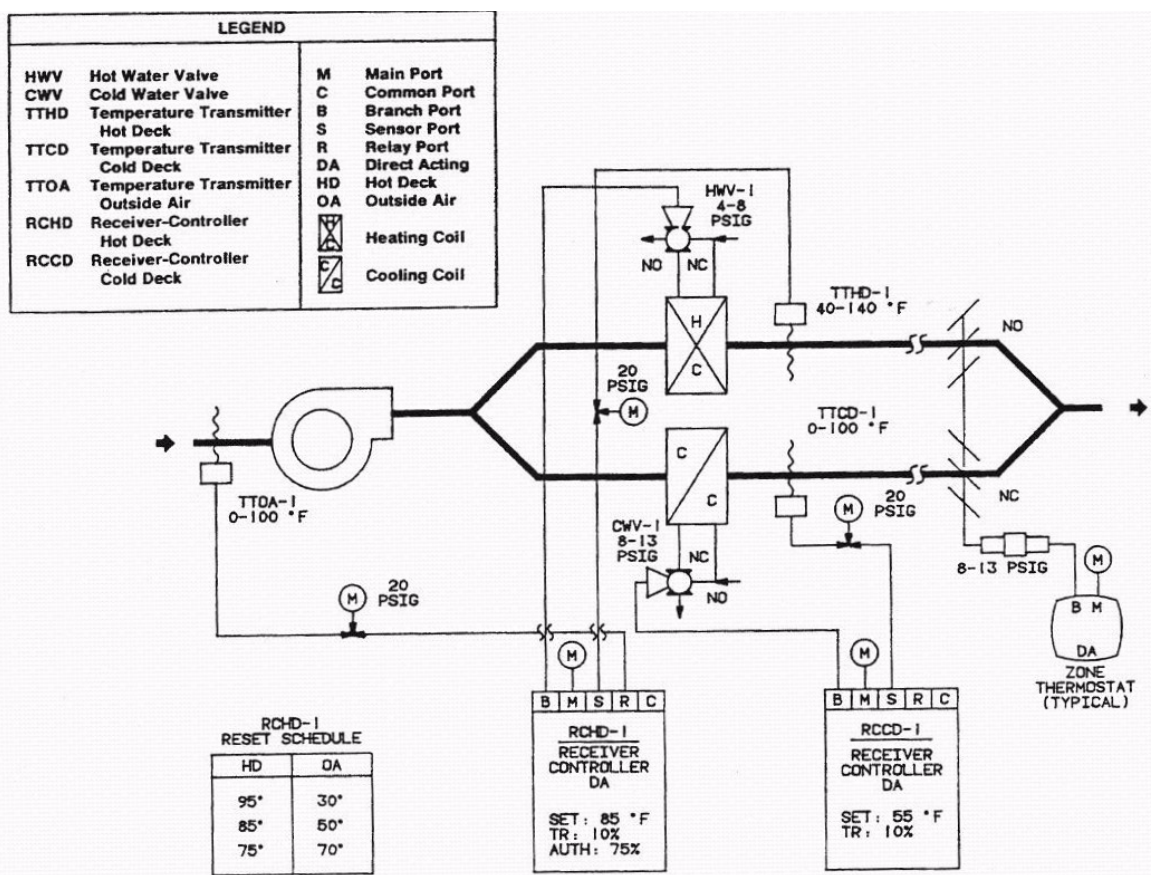 LEGEND
HWV Hot Water Valve
CWV Cold Water Valve
TTHD Temperature Transmitter
Hot Deck
TTCD Temperature Transmitter
Cold Deck
TTOA Temperature Transmitter
Outside Air
RCHD Receiver-Controller
Hot Deck
RCCD Receiver-Controller
Cold Deck
M Main Port
C Common Port
B Branch Port
S Sensor Port
R Relay Port
DA Direct Acting
HD Hot Deck
OA Outside Air
H
C
Heating Coil
C
C
Cooling Coil
HWV-1
4-8
PSIG
NO
NC
H
C
TTHD-1
40-140 °F
NO
20
PSIG
M
TTCD-1
0-100 °F
C
C
TTOA-1
0-100 °F
CWV-1
8-13
PSIG
NC
NO
20
PSIG
M
NC
8-13 PSIG
M
B M
DA
ZONE
THERMOSTAT
(TYPICAL)
20
PSIG
M
M
M
B M S R C
RCHD-1
RECEIVER
CONTROLLER
DA
SET: 85 °F
TR: 10%
AUTH: 75%
B M S R C
RCCD-1
RECEIVER
CONTROLLER
DA
SET: 55 °F
TR: 10%
RCHD-1
RESET SCHEDULE
HD OA
95° 30°
85° 50°
75° 70°